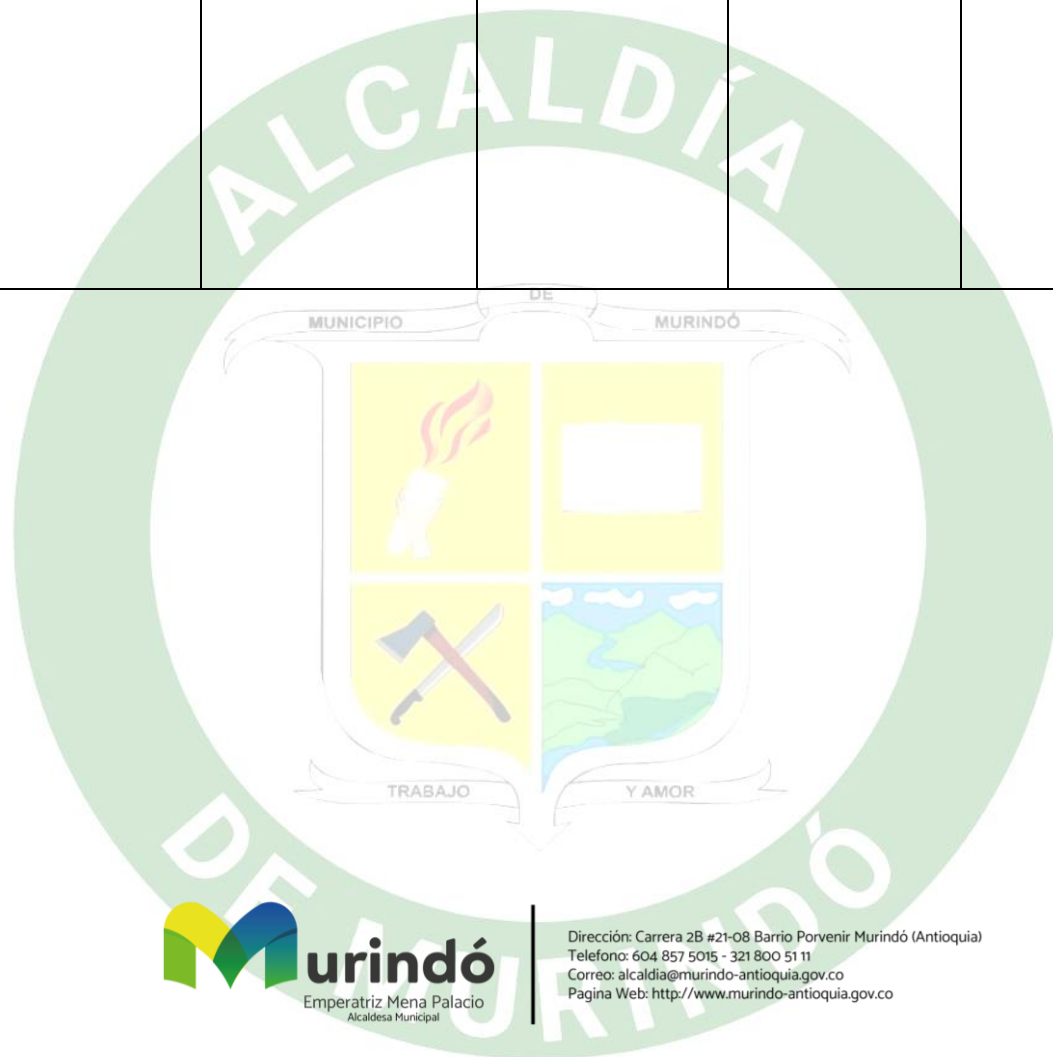 ALCALDÍA
DE
MUNICIPIO MURINDÓ
TRABAJO Y AMOR
DE MURINDÓ
Murindó
Emperatriz Mena Palacio
Alcaldesa Municipal
Dirección: Carrera 2B #21-08 Barrio Porvenir Murindó (Antioquia)
Telefono: 604 857 5015 - 321 800 51 11
Correo: alcaldia@murindo-antioquia.gov.co
Pagina Web: http://www.murindo-antioquia.gov.co